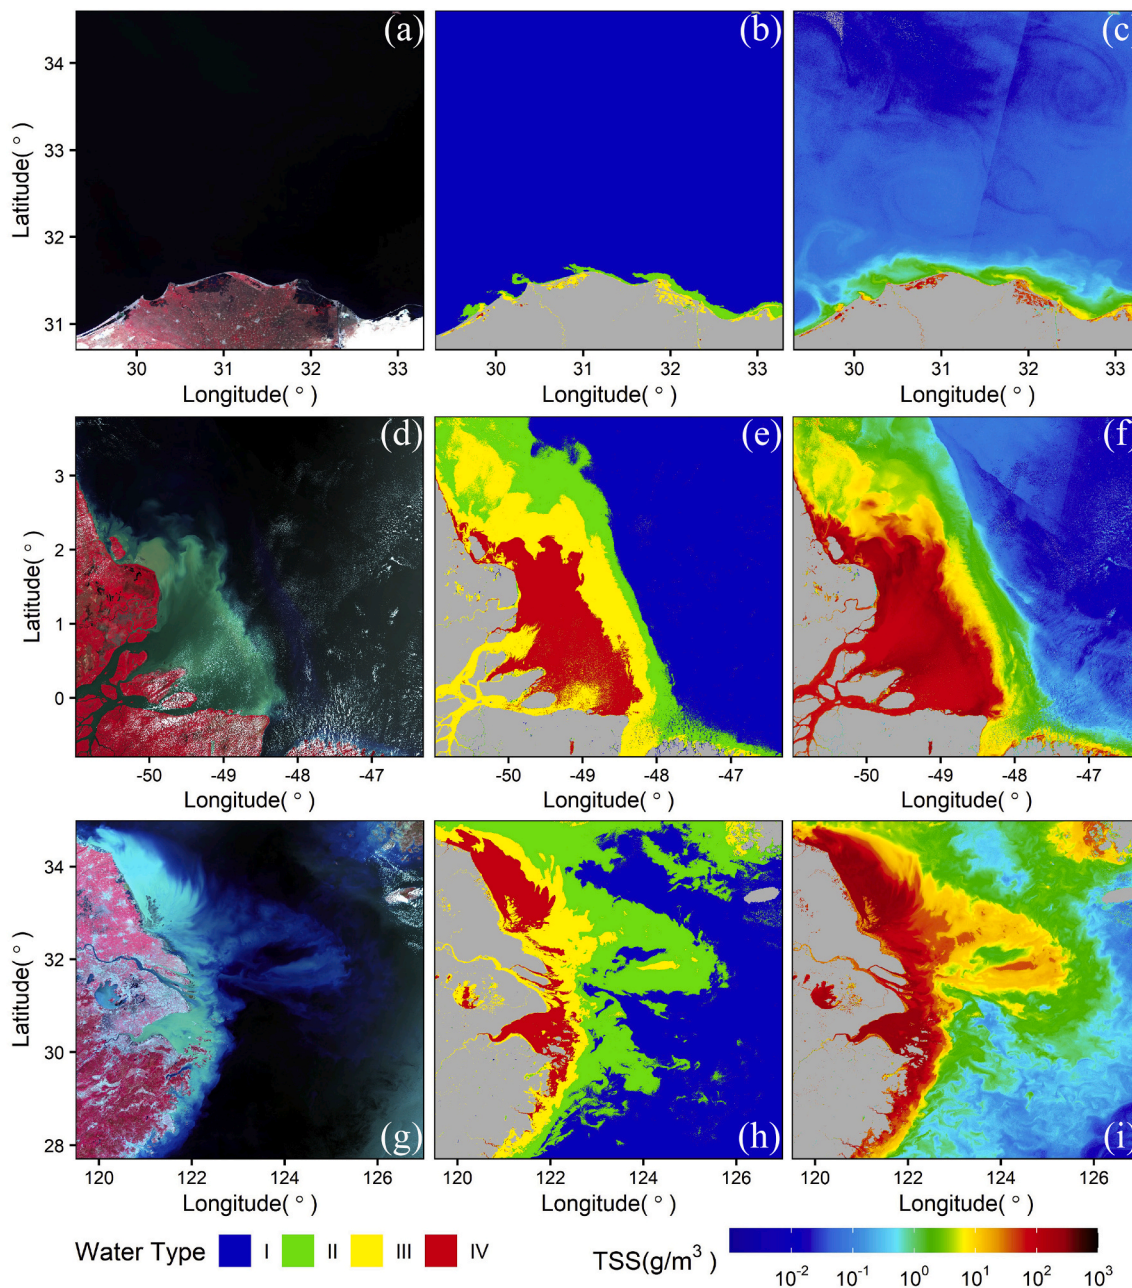 (a) (b) (c)
34
33
32
31
Latitude( ° )
30 31 32 33 30 31 32 33 30 31 32 33
Longitude( ° ) Longitude( ° ) Longitude( ° )
(d) (e) (f)
3
2
1
0
Latitude( ° )
-50 -49 -48 -47 -50 -49 -48 -47 -50 -49 -48 -47
Longitude( ° ) Longitude( ° ) Longitude( ° )
34
32
30
28
Latitude( ° )
(g) (h) (i)
120 122 124 126 120 122 124 126 120 122 124 126
Longitude( ° ) Longitude( ° ) Longitude( ° )
Water Type I II III IV TSS(g/m³)
10⁻² 10⁻¹ 10⁰ 10¹ 10² 10³